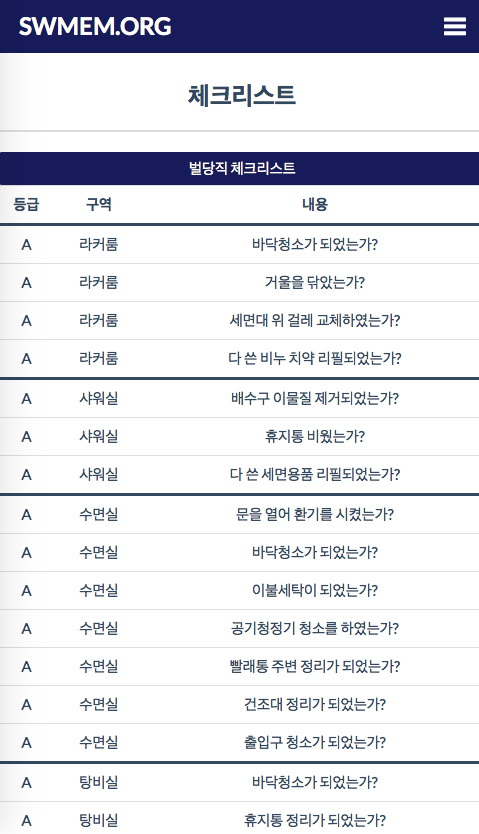 SWMEM.ORG
체크리스트
벌당직 체크리스트
등급 구역 내용
A 라커룸 바닥청소가 되었는가?
A 라커룸 거울을 닦았는가?
A 라커룸 세면대 위 걸레 교체하였는가?
A 라커룸 다 쓴 비누 치약 리필되었는가?
A 샤워실 배수구 이물질 제거되었는가?
A 샤워실 휴지통 비웠는가?
A 샤워실 다 쓴 세면용품 리필되었는가?
A 수면실 문을 열어 환기를 시켰는가?
A 수면실 바닥청소가 되었는가?
A 수면실 이불세탁이 되었는가?
A 수면실 공기청정기 청소를 하였는가?
A 수면실 빨래통 주변 정리가 되었는가?
A 수면실 건조대 정리가 되었는가?
A 수면실 출입구 청소가 되었는가?
A 탕비실 바닥청소가 되었는가?
A 탕비실 휴지통 정리가 되었는가?